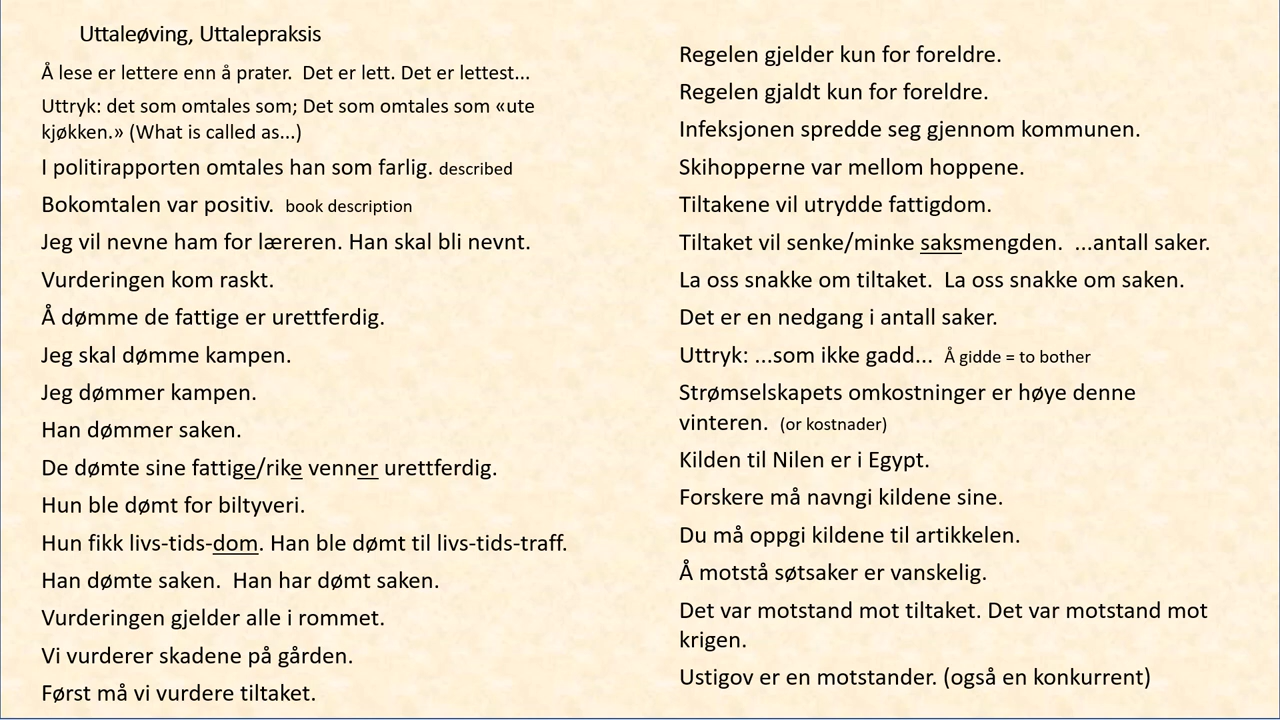 Uttaleøving, Uttalepraksis
Å lese er lettere enn å prater.  Det er lett. Det er lettest...
Uttryk: det som omtales som; Det som omtales som «ute
kjøkken.» (What is called as...)
I politirapporten omtales han som farlig. described
Bokomtalen var positiv.  book description
Jeg vil nevne ham for læreren. Han skal bli nevnt.
Vurderingen kom raskt.
Å dømme de fattige er urettferdig.
Jeg skal dømme kampen.
Jeg dømmer kampen.
Han dømmer saken.
De dømte sine fattige/rike venner urettferdig.
Hun ble dømt for biltyveri.
Hun fikk livs-tids-dom. Han ble dømt til livs-tids-traff.
Han dømte saken.  Han har dømt saken.
Vurderingen gjelder alle i rommet.
Vi vurderer skadene på gården.
Først må vi vurdere tiltaket.
Regelen gjelder kun for foreldre.
Regelen gjaldt kun for foreldre.
Infeksjonen spredde seg gjennom kommunen.
Skihopperne var mellom hoppene.
Tiltakene vil utrydde fattigdom.
Tiltaket vil senke/minke saksmengden.  ...antall saker.
La oss snakke om tiltaket.  La oss snakke om saken.
Det er en nedgang i antall saker.
Uttryk: ...som ikke gadd...  Å gidde = to bother
Strømselskapets omkostninger er høye denne
vinteren.  (or kostnader)
Kilden til Nilen er i Egypt.
Forskere må navngi kildene sine.
Du må oppgi kildene til artikkelen.
Å motstå søtsaker er vanskelig.
Det var motstand mot tiltaket. Det var motstand mot
krigen.
Ustigov er en motstander. (også en konkurrent)